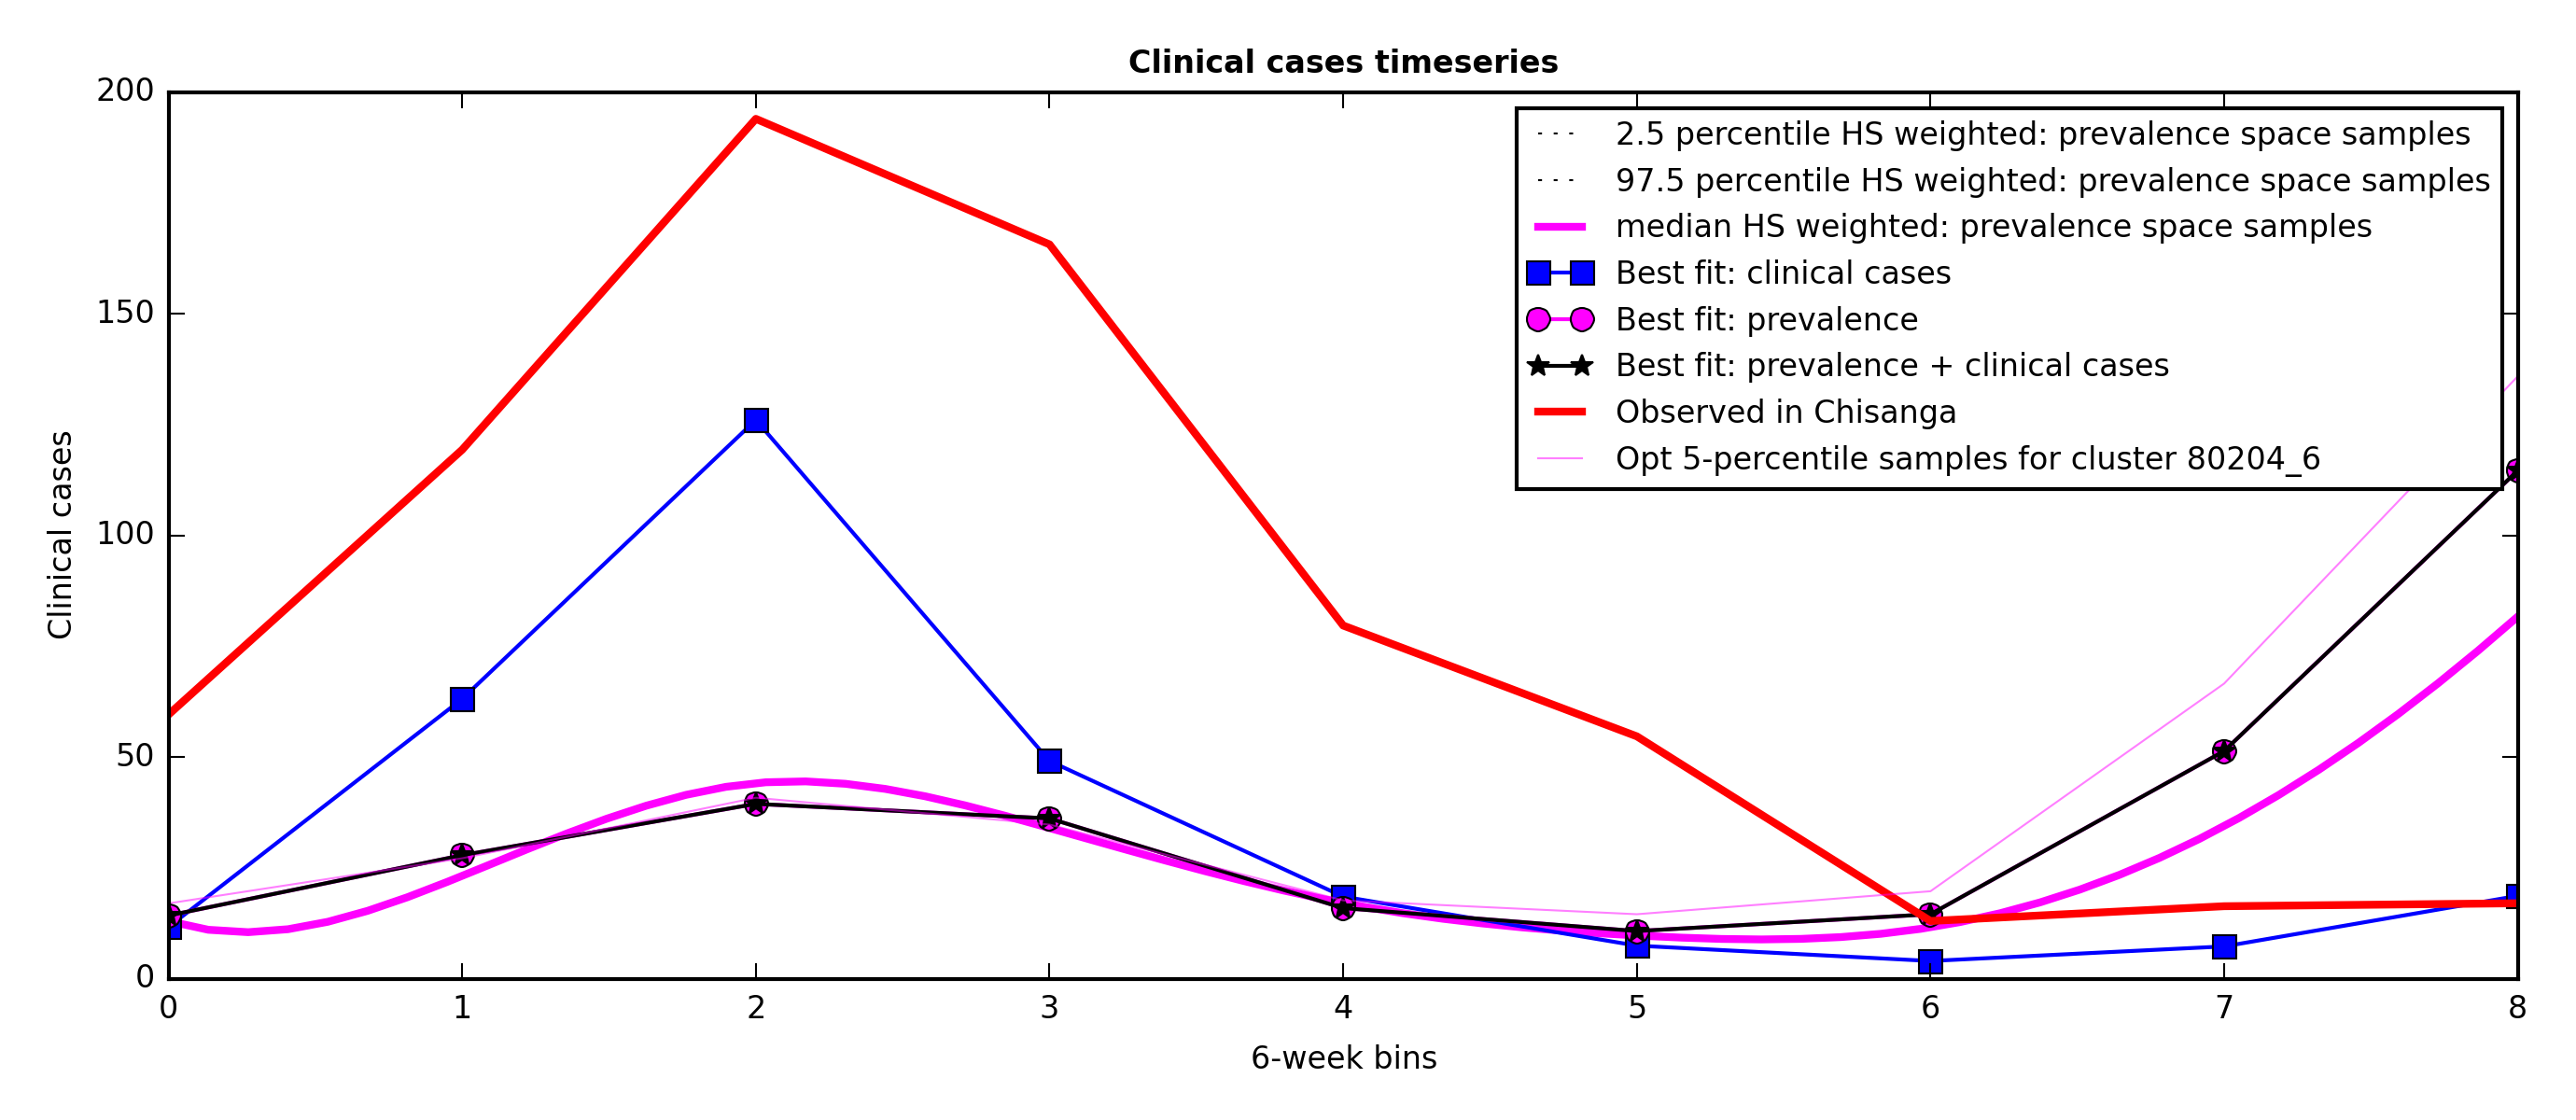 Clinical cases timeseries
200
150
100
50
0
Clinical cases
2.5 percentile HS weighted: prevalence space samples
97.5 percentile HS weighted: prevalence space samples
median HS weighted: prevalence space samples
Best fit: clinical cases
Best fit: prevalence
Best fit: prevalence + clinical cases
Observed in Chisanga
Opt 5-percentile samples for cluster 80204_6
0 1 2 3 4 5 6 7 8
6-week bins